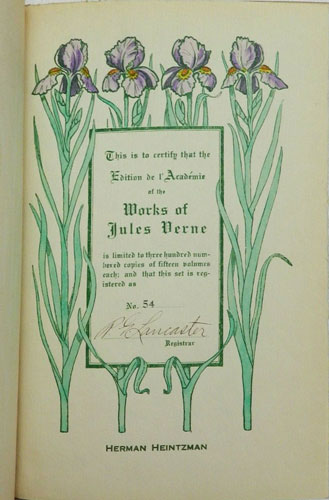 This is to certify that the
Edition de l'Académie
of the
Works of
Jules Verne
is limited to three hundred num-
bered copies of fifteen volumes
each; and that this set is reg-
istered as
No. 54
R G Lancaster
Registrar
HERMAN HEINTZMAN